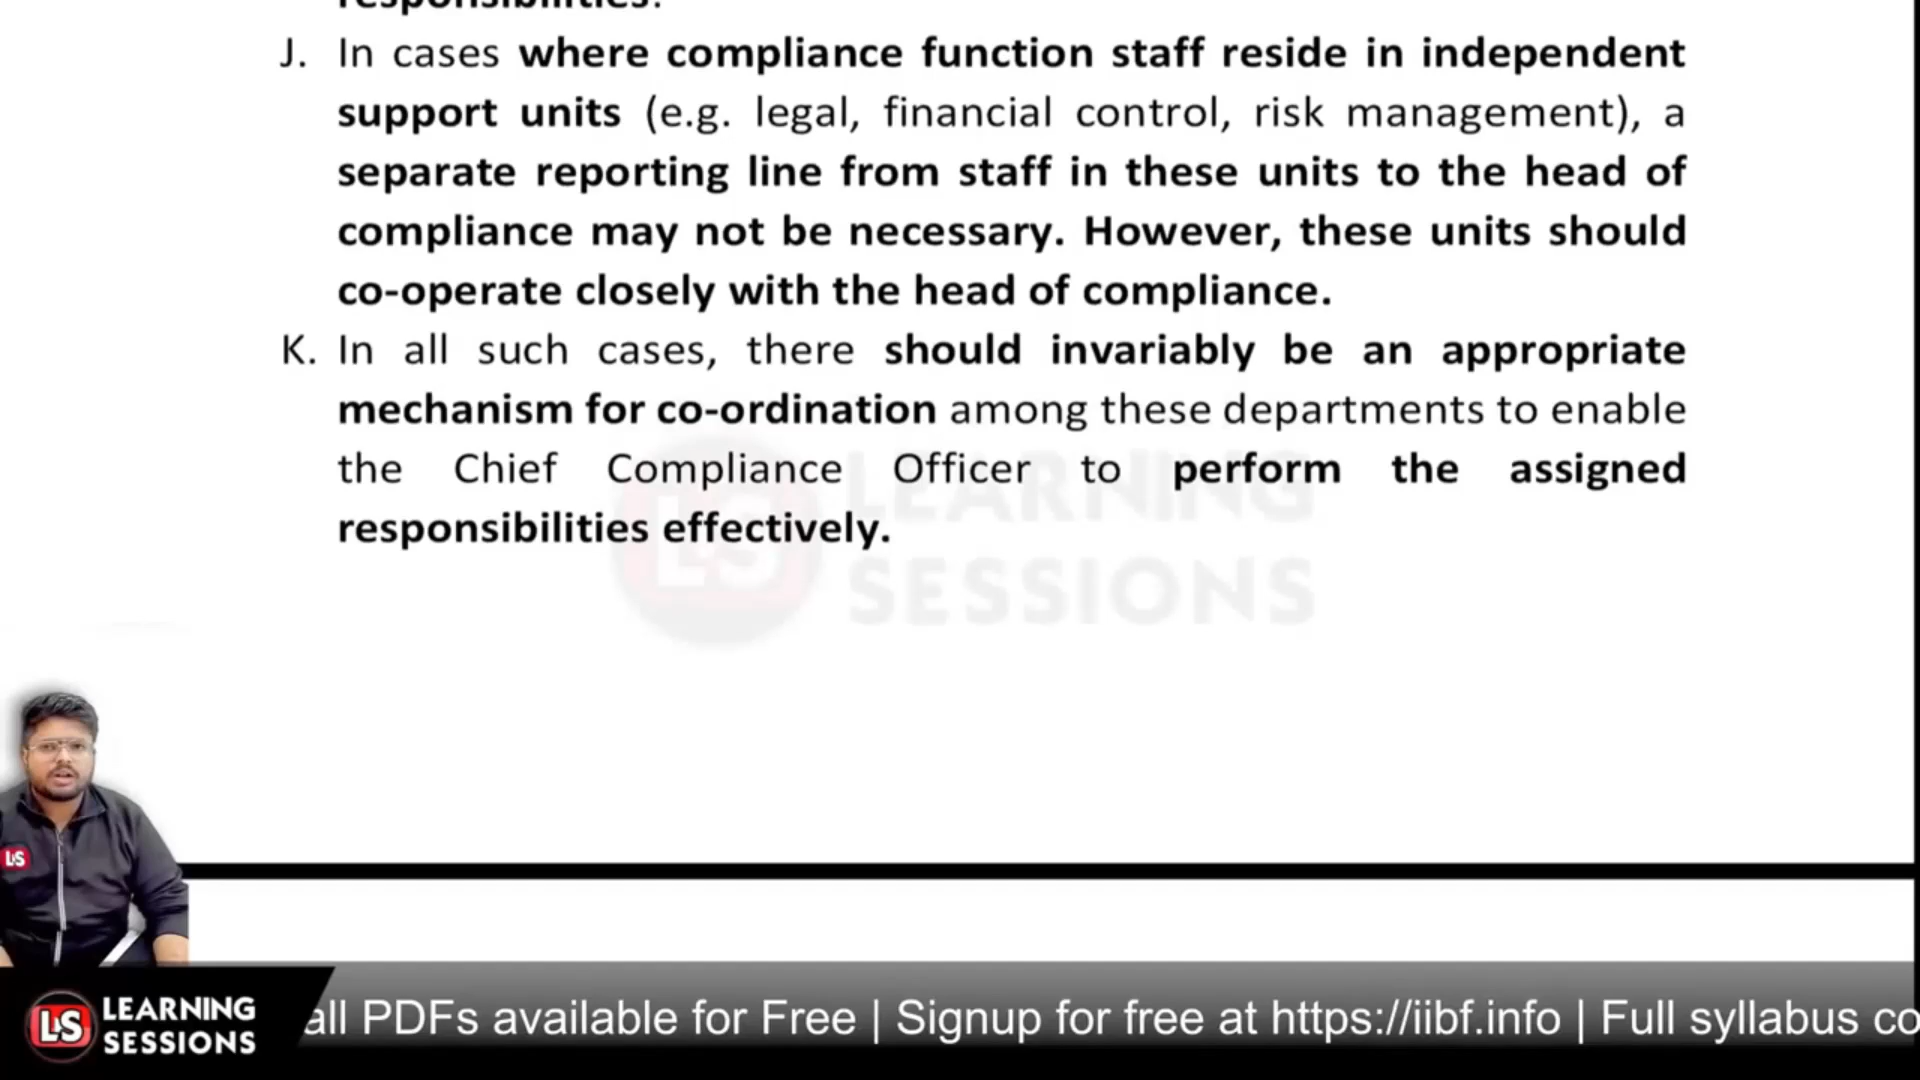 responsibilities.
J. In cases where compliance function staff reside in independent
support units (e.g. legal, financial control, risk management), a
separate reporting line from staff in these units to the head of
compliance may not be necessary. However, these units should
co-operate closely with the head of compliance.
K. In all such cases, there should invariably be an appropriate
mechanism for co-ordination among these departments to enable
the Chief Compliance Officer to perform the assigned
responsibilities effectively.
LS LEARNING
SESSIONS
LS
LS LEARNING
SESSIONS
all PDFs available for Free | Signup for free at https://iibf.info | Full syllabus co